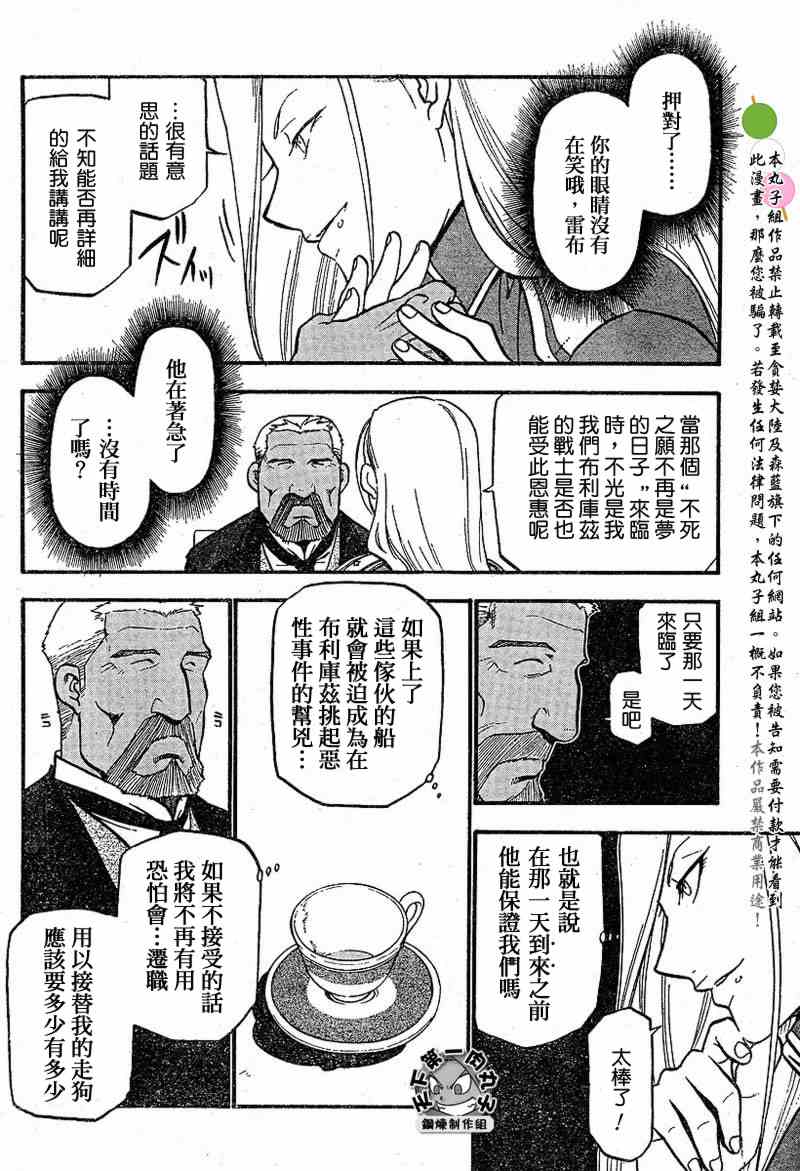 押對了……
你的眼睛沒有
在笑哦，雷布
…很有意
思的話題
不知能否再詳細
的給我講講呢
當那個“不死
之願不再是夢
的日子”來臨
時，不光是我
我們布利庫茲
的戰士是否也
能受此恩惠呢
他在著急了
…沒有時間
了嗎？
只要那一天
來臨了
是吧
如果上了
這些傢伙的船
就會被迫成為在
布利庫茲挑起惡
性事件的幫兇…
也就是說
在那一天到來之前
他能保證我們嗎
太棒了！
如果不接受的話
我將不再有用
恐怕會…遷職
用以接替我的走狗
應該要多少有多少
本丸子組作品禁止轉載至貪婪大陸及森藍旗下的任何網站。如果您被告知需要付款才能看到
此漫畫，那麼您被騙了。若發生任何法律問題，本丸子組一概不負責！本作品嚴禁商業用途！
天下第一
鋼煉制作組